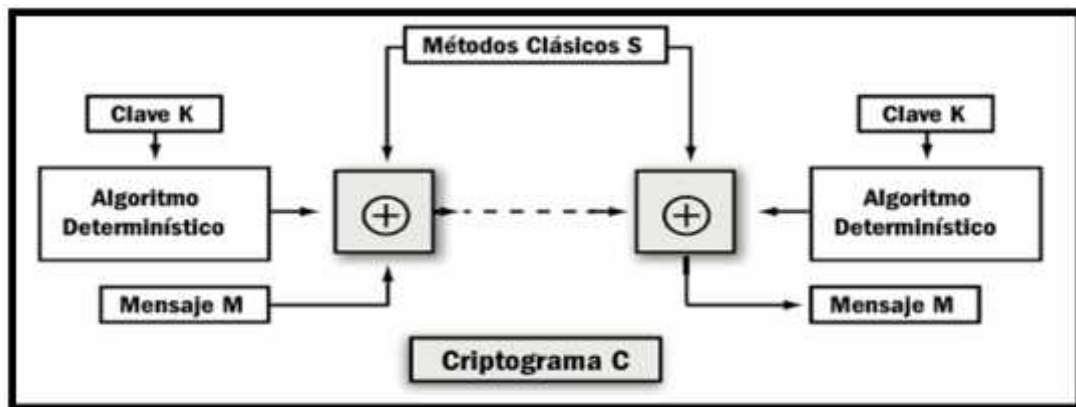 Métodos Clásicos S
Clave K
Clave K
Algoritmo
Determinístico
Algoritmo
Determinístico
Mensaje M
Mensaje M
Criptograma C